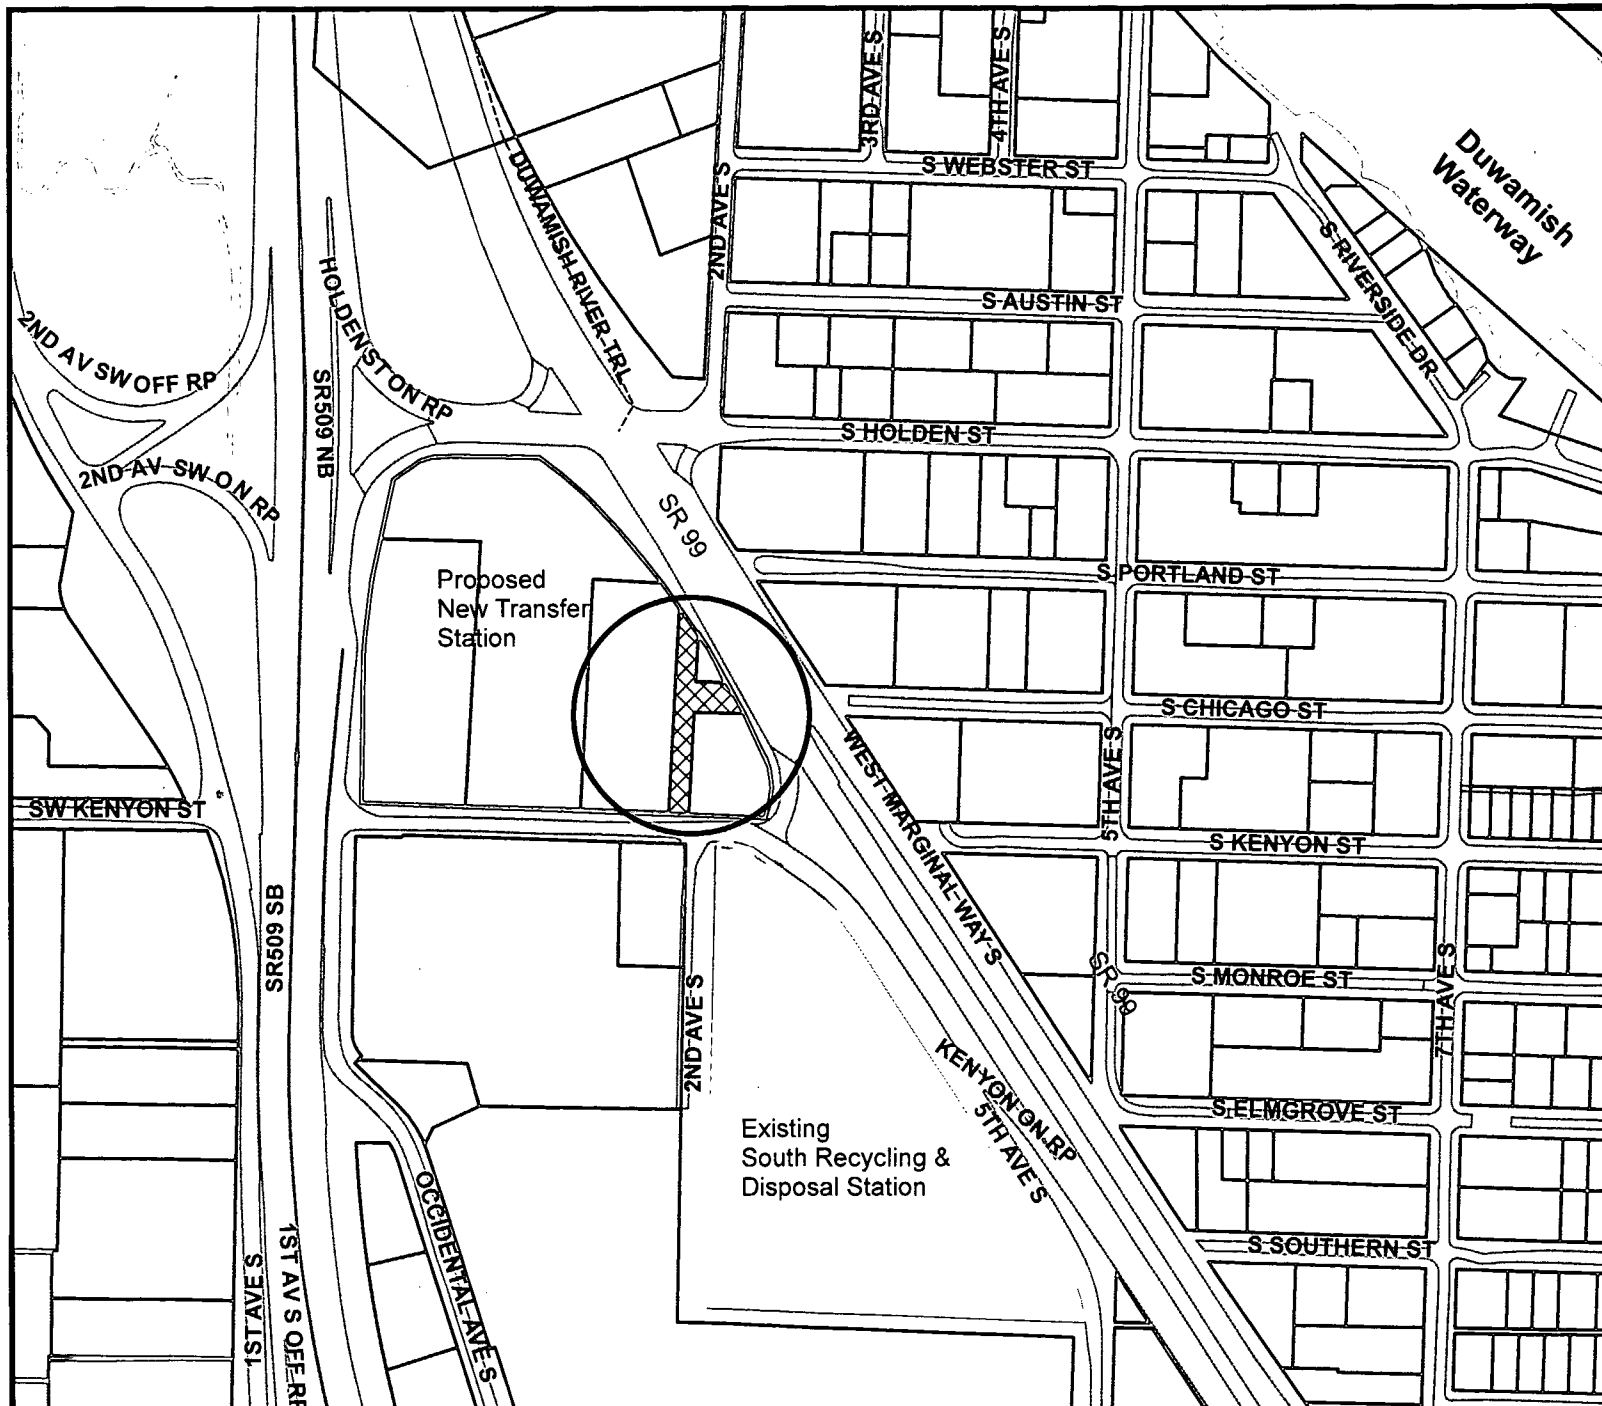 3RD AVE S
4TH AVE S
S WEBSTER ST
Duwamish
Waterway
DUWAMISH RIVER TRL
2ND AVE S
S RIVERSIDE DR
HOLDEN ST ON RP
S AUSTIN ST
2ND AV SW OFF RP
SR509 NB
S HOLDEN ST
2ND AV SW ON RP
SR 99
Proposed
New Transfer
Station
S PORTLAND ST
S CHICAGO ST
WEST MARGINAL WAY S
5TH AVE S
SW KENYON ST
S KENYON ST
SR509 SB
2ND AVE S
SR 99
S MONROE ST
7TH AVE S
KENYON ON RP
5TH AVE S
S ELMGROVE ST
Existing
South Recycling &
Disposal Station
OCCIDENTAL AVE S
1ST AVE S
1ST AV S OFF RP
S SOUTHERN ST